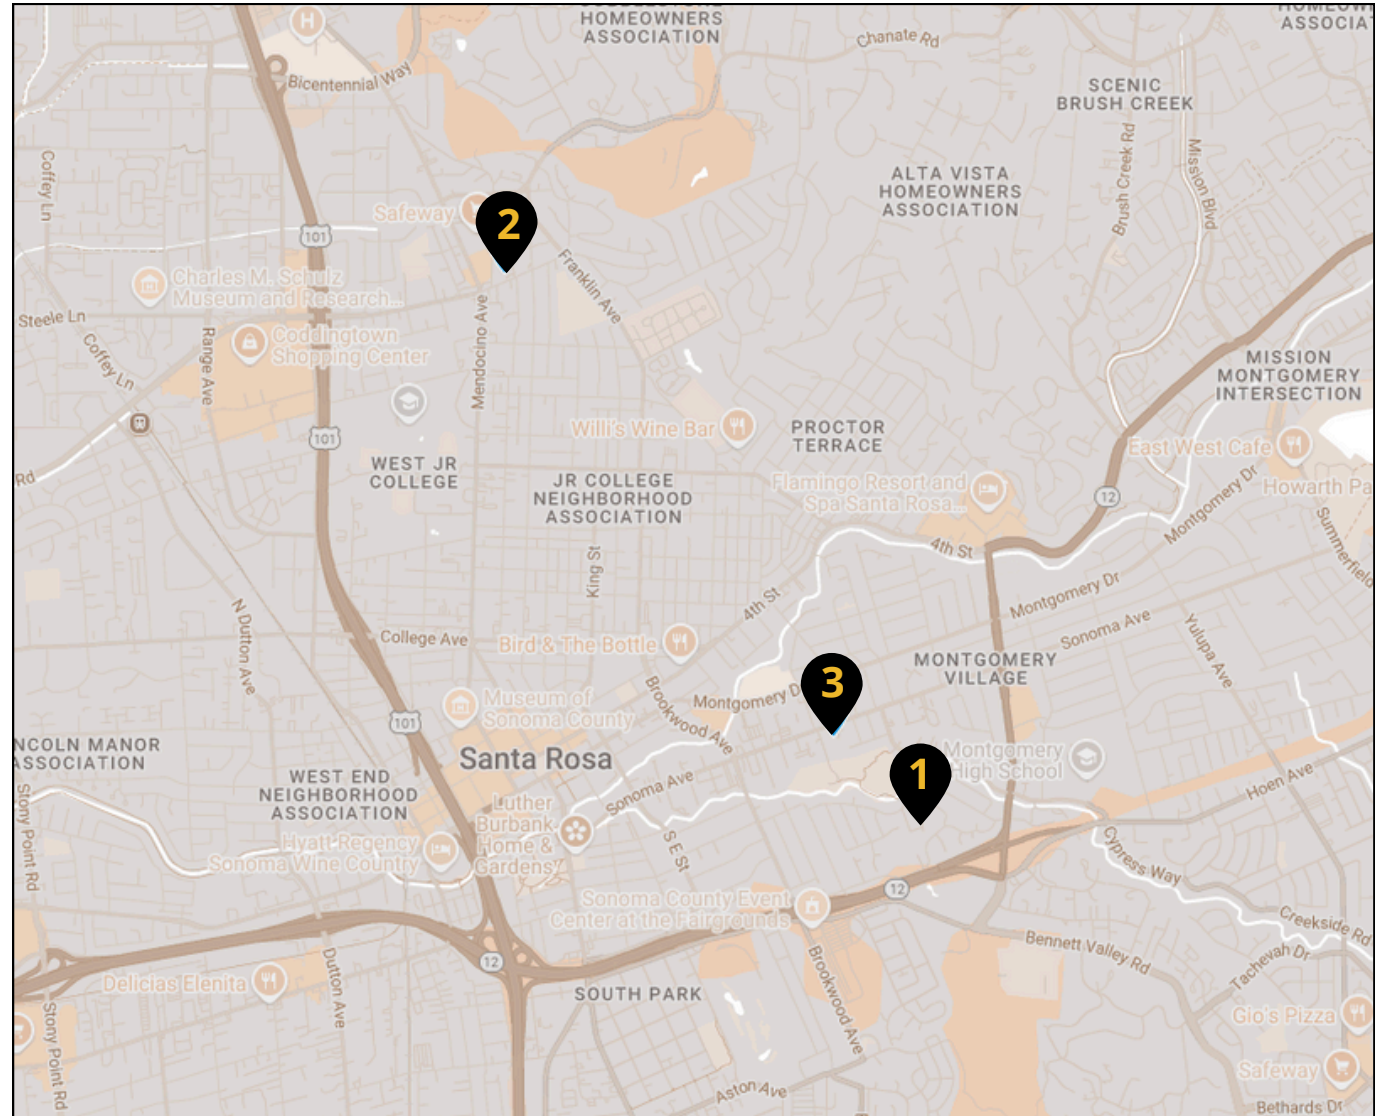 HOMEOWNERS
ASSOCIATION
Chanate Rd
ASSOCIAT
H
Bicentennial Way
SCENIC
BRUSH CREEK
Coffey Ln
Brush Creek Rd
Mission Blvd
ALTA VISTA
HOMEOWNERS
ASSOCIATION
Safeway
2
101
Franklin Ave
Charles M. Schulz
Museum and Research...
Steele Ln
Coddingtown
Shopping Center
Coffey Ln
Range Ave
Mendocino Ave
MISSION
MONTGOMERY
INTERSECTION
101
Willi's Wine Bar
PROCTOR
TERRACE
East West Cafe
WEST JR
COLLEGE
JR COLLEGE
NEIGHBORHOOD
ASSOCIATION
Flamingo Resort and
Spa Santa Rosa...
Rd
12
Montgomery Dr
Howarth Pa
Summerfield
4th St
King St
4th St
Montgomery Dr
N Dutton Ave
College Ave
Bird & The Bottle
Sonoma Ave
Yulupa Ave
MONTGOMERY
VILLAGE
3
Museum of
Sonoma County
Brookwood Ave
Montgomery D
101
NCOLN MANOR
ASSOCIATION
Santa Rosa
Montgomery
High School
1
WEST END
NEIGHBORHOOD
ASSOCIATION
Sonoma Ave
Hoen Ave
Stony Point Rd
Luther
Burbank
Home &
Gardens
Hyatt Regency
Sonoma Wine Country
S E St
Cypress Way
12
Sonoma County Event
Center at the Fairgrounds
Creekside Rd
Bennett Valley Rd
Tachevah Dr
12
Delicias Elenita
Dutton Ave
SOUTH PARK
Brookwood Ave
Gio's Pizza
Stony Point Rd
Safeway
Aston Ave
Bethards Dr